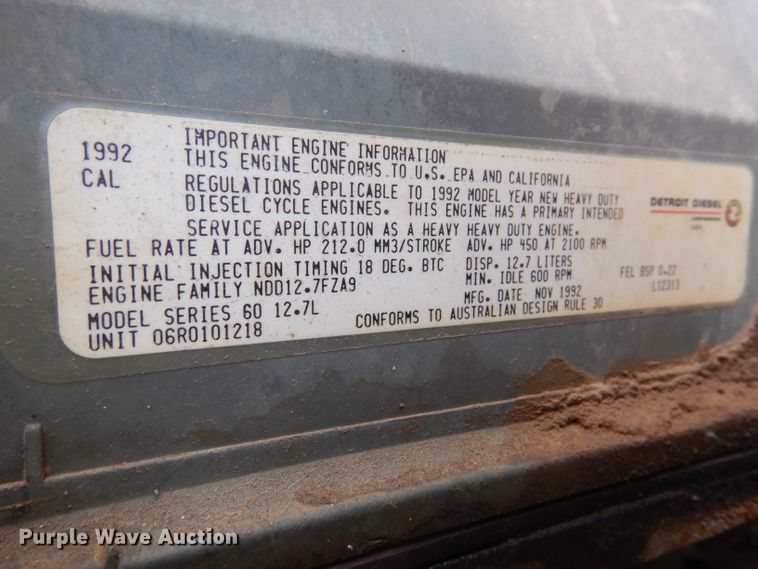 1992
CAL
IMPORTANT ENGINE INFORMATION
THIS ENGINE CONFORMS TO U.S. EPA AND CALIFORNIA
REGULATIONS APPLICABLE TO 1992 MODEL YEAR NEW HEAVY DUTY
DIESEL CYCLE ENGINES. THIS ENGINE HAS A PRIMARY INTENDED
SERVICE APPLICATION AS A HEAVY HEAVY DUTY ENGINE.
DETROIT DIESEL
CORPORATION
USA
FUEL RATE AT ADV. HP 212.0 MM3/STROKE ADV. HP 450 AT 2100 RPM
INITIAL INJECTION TIMING 18 DEG. BTC DISP. 12.7 LITERS
ENGINE FAMILY NDD12.7FZA9 MIN. IDLE 600 RPM
FEL BSP 0.22
LIZ313
MODEL SERIES 60 12.7L MFG. DATE NOV 1992
UNIT 06R0101218 CONFORMS TO AUSTRALIAN DESIGN RULE 30
Purple Wave Auction®